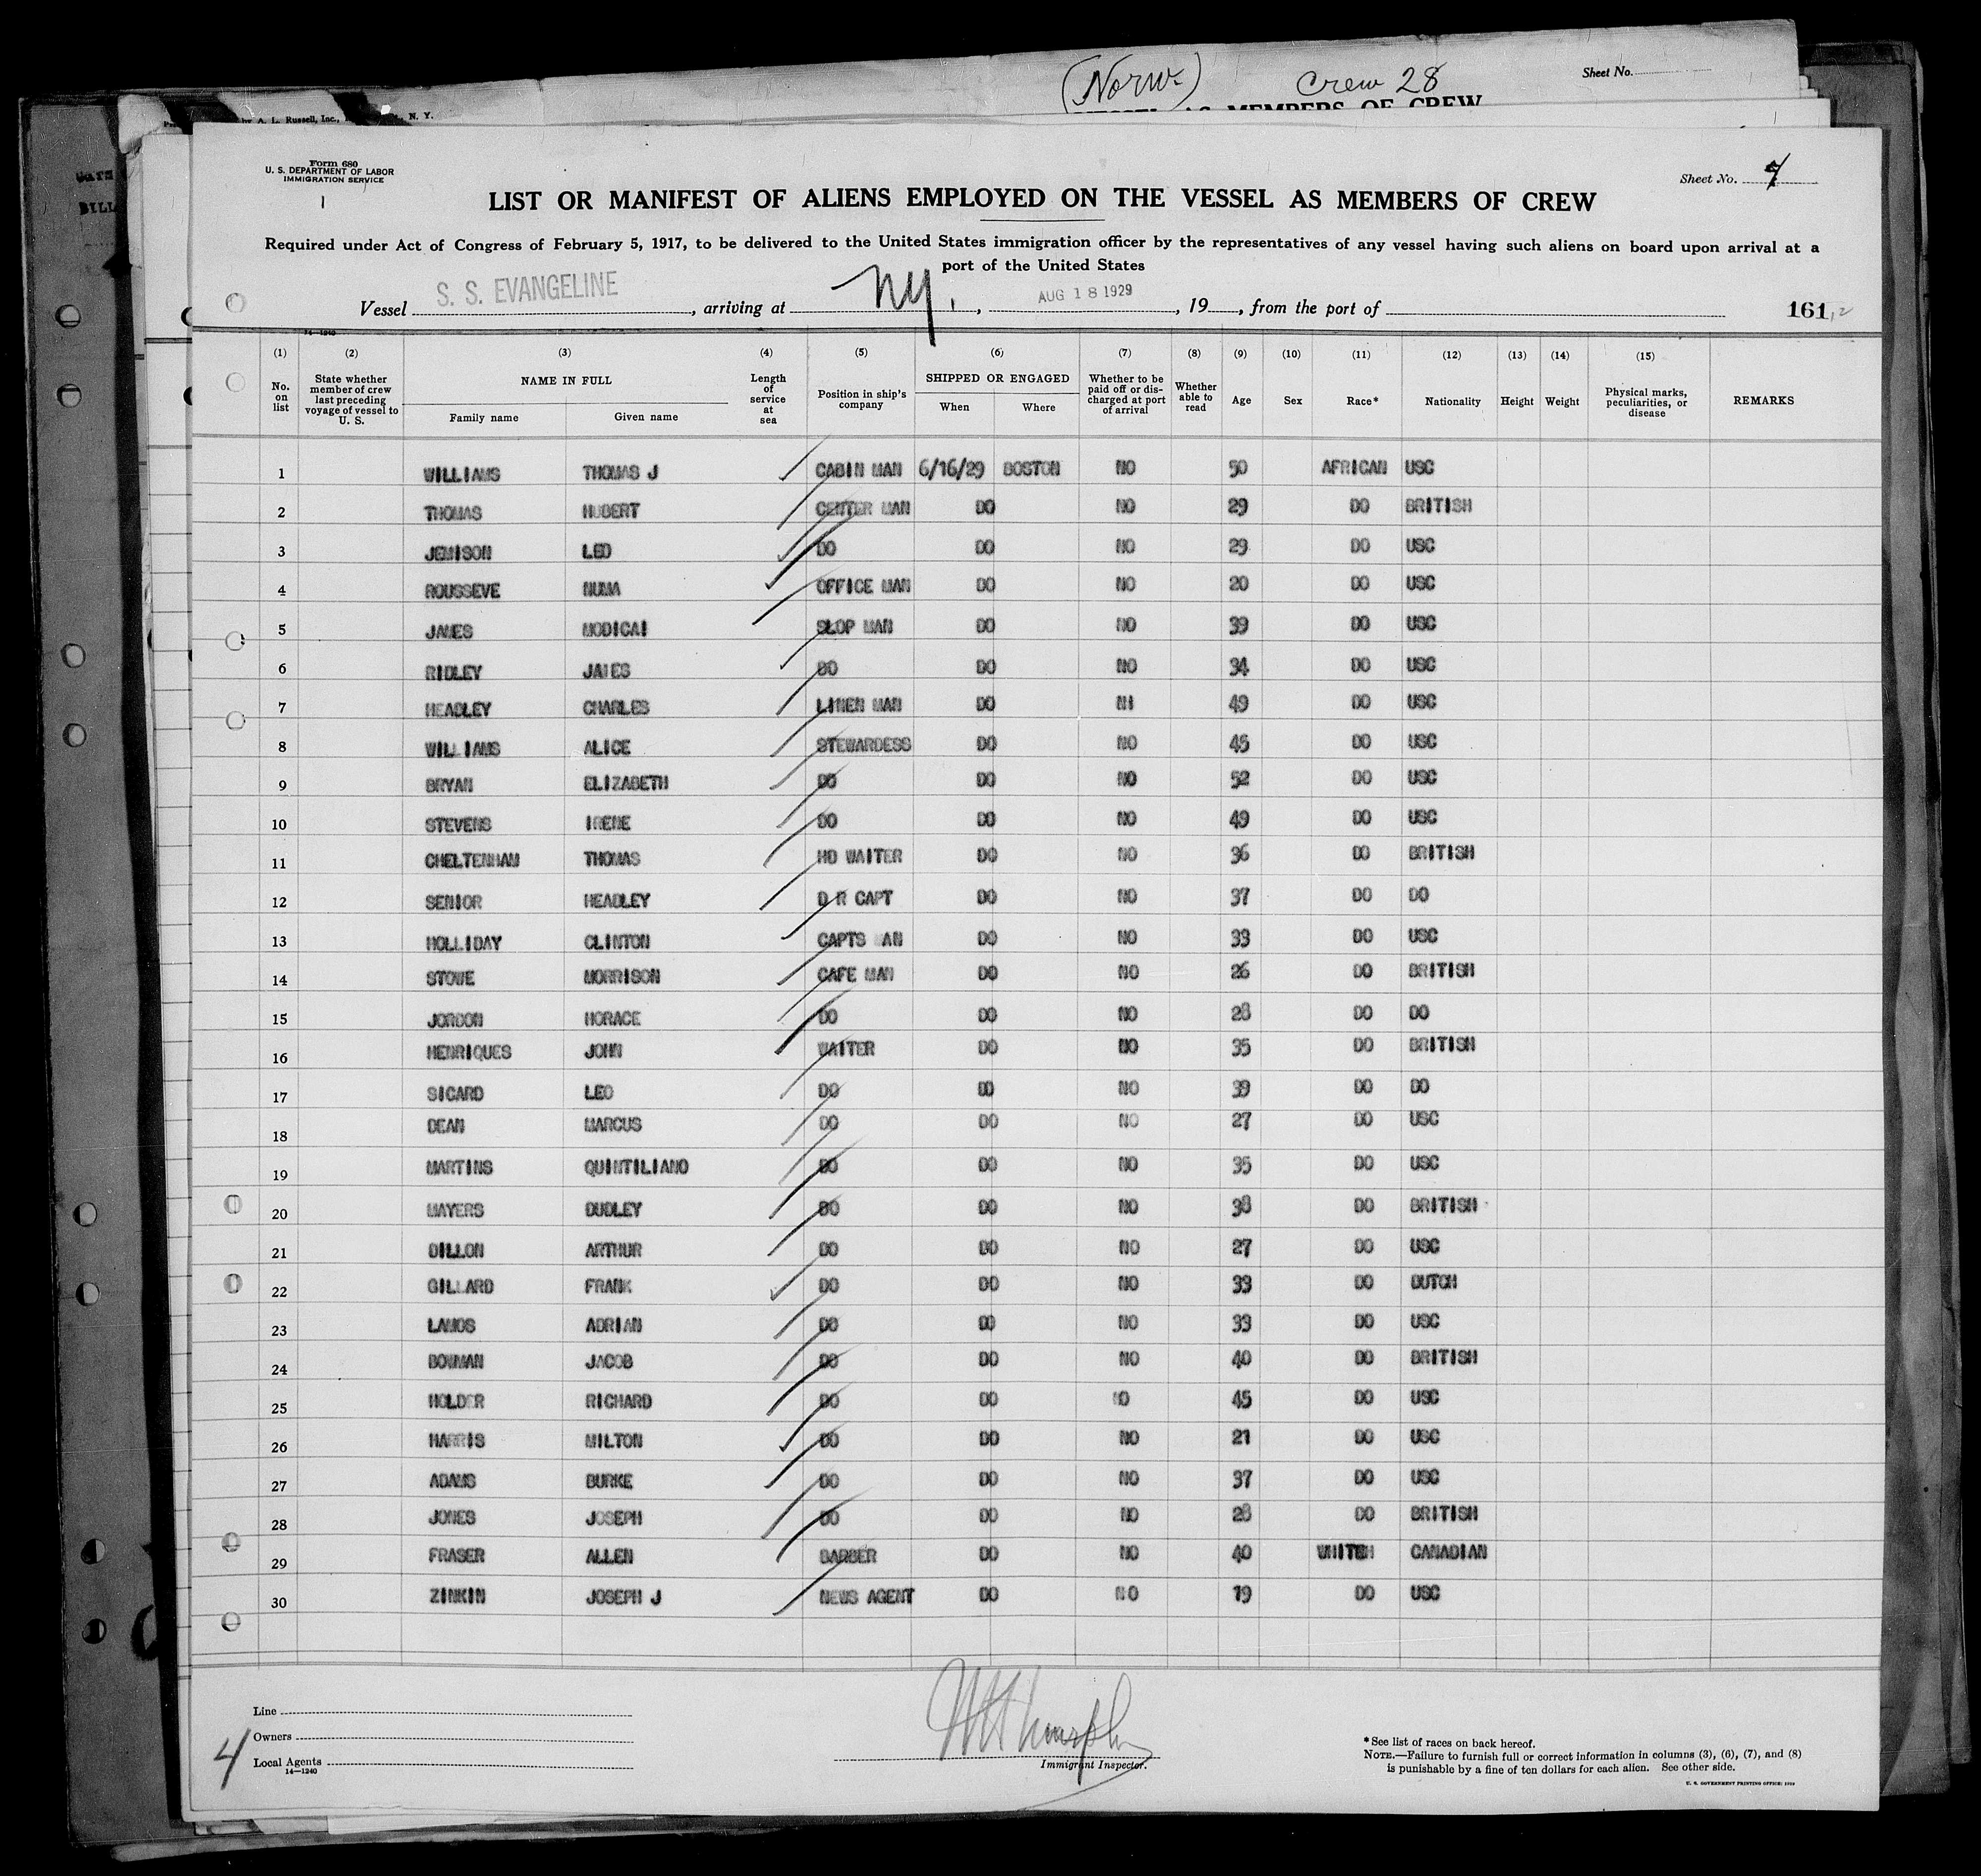 (Norw.) Crew 28 Sheet No.
AS MEMBERS OF CREW
by A. L. Russell, Inc., N. Y.
Form 680
U. S. DEPARTMENT OF LABOR
IMMIGRATION SERVICE
1
Sheet No.
LIST OR MANIFEST OF ALIENS EMPLOYED ON THE VESSEL AS MEMBERS OF CREW
Required under Act of Congress of February 5, 1917, to be delivered to the United States immigration officer by the representatives of any vessel having such aliens on board upon arrival at a
port of the United States
Vessel S. S. EVANGELINE, arriving at NY., AUG 18 1929, 19, from the port of 161
14-1240
(1) (2) (3) (4) (5) (6) (7) (8) (9) (10) (11) (12) (13) (14) (15)
No. on list State whether member of crew last preceding voyage of vessel to U. S. NAME IN FULL Family name Given name Length of service at sea Position in ship's company SHIPPED OR ENGAGED When Where Whether to be paid off or discharged at port of arrival Whether able to read Age Sex Race* Nationality Height Weight Physical marks, peculiarities, or disease REMARKS
1 WILLIAMS THOMAS J CABIN MAN 6/16/29 BOSTON NO 50 AFRICAN USC
2 THOMAS HUBERT CENTER MAN DO NO 29 DO BRITISH
3 JEMISON LEO DO DO NO 29 DO USC
4 ROUSSEVE NUMA OFFICE MAN DO NO 20 DO USC
5 JAMES MODICAI SLOP MAN DO NO 39 DO USC
6 RIDLEY JAMES DO DO NO 34 DO USC
7 HEADLEY CHARLES LINEN MAN DO NI 49 DO USC
8 WILLIAMS ALICE STEWARDESS DO NO 45 DO USC
9 BRYAN ELIZABETH DO DO NO 52 DO USC
10 STEVENS IRENE DO DO NO 49 DO USC
11 CHELTENHAM THOMAS HD WAITER DO NO 36 DO BRITISH
12 SENIOR HEADLEY D R CAPT DO NO 37 DO DO
13 HOLLIDAY CLINTON CAPTS MAN DO NO 33 DO USC
14 STOWE MORRISON CAFE MAN DO NO 26 DO BRITISH
15 JORDON HORACE DO DO NO 28 DO DO
16 HENRIQUES JOHN WAITER DO NO 35 DO BRITISH
17 SICARD LEO DO DO NO 39 DO DO
18 DEAN MARCUS DO DO NO 27 DO USC
19 MARTINS QUINTILIANO DO DO NO 35 DO USC
20 MAYERS DUDLEY DO DO NO 38 DO BRITISH
21 DILLON ARTHUR DO DO NO 27 DO USC
22 GILLARD FRANK DO DO NO 33 DO DUTCH
23 LAMOS ADRIAN DO DO NO 33 DO USC
24 BOWMAN JACOB DO DO NO 40 DO BRITISH
25 HOLDER RICHARD DO DO NO 45 DO USC
26 HARRIS MILTON DO DO NO 21 DO USC
27 ADAMS BURKE DO DO NO 37 DO USC
28 JONES JOSEPH DO DO NO 28 DO BRITISH
29 FRASER ALLEN BARBER DO NO 40 WHITE CANADIAN
30 ZINKIN JOSEPH J NEWS AGENT DO NO 19 DO USC
Line
Owners
Local Agents
14-1240
4
Immigrant Inspector.
*See list of races on back hereof.
NOTE.—Failure to furnish full or correct information in columns (3), (6), (7), and (8)
is punishable by a fine of ten dollars for each alien. See other side.
U. S. GOVERNMENT PRINTING OFFICE: 1929